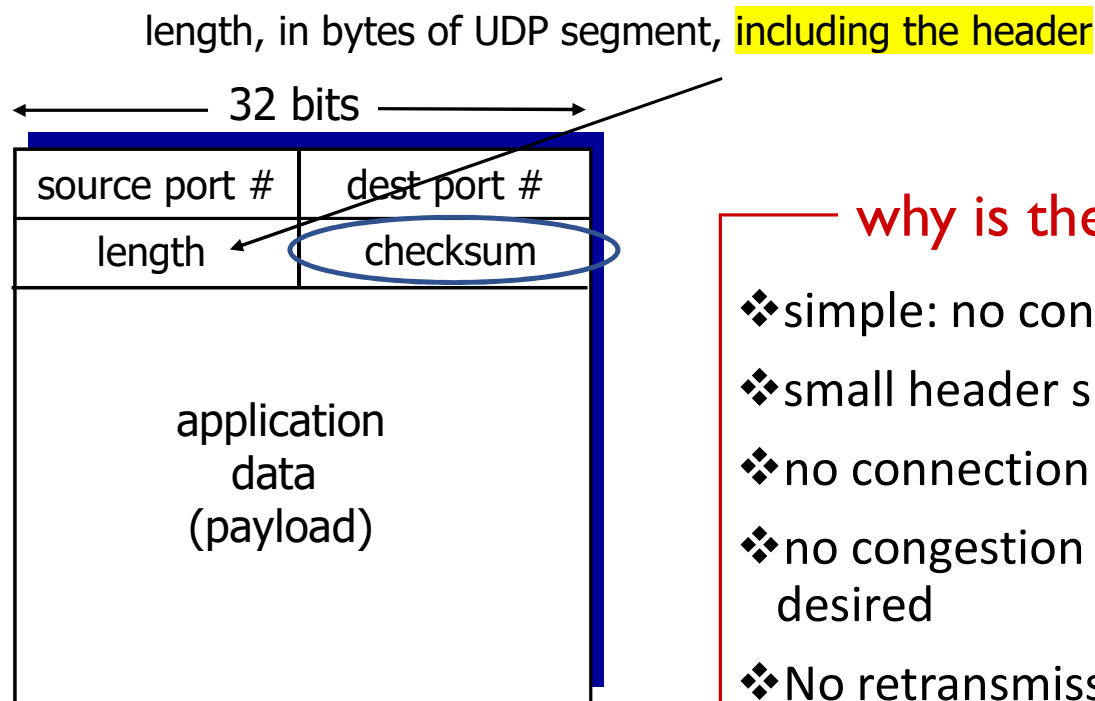 length, in bytes of UDP segment, including the header
32 bits
source port # dest port #
length checksum
application
data
(payload)
why is the
❖simple: no con
❖small header s
❖no connection
❖no congestion
desired
❖No retransmiss